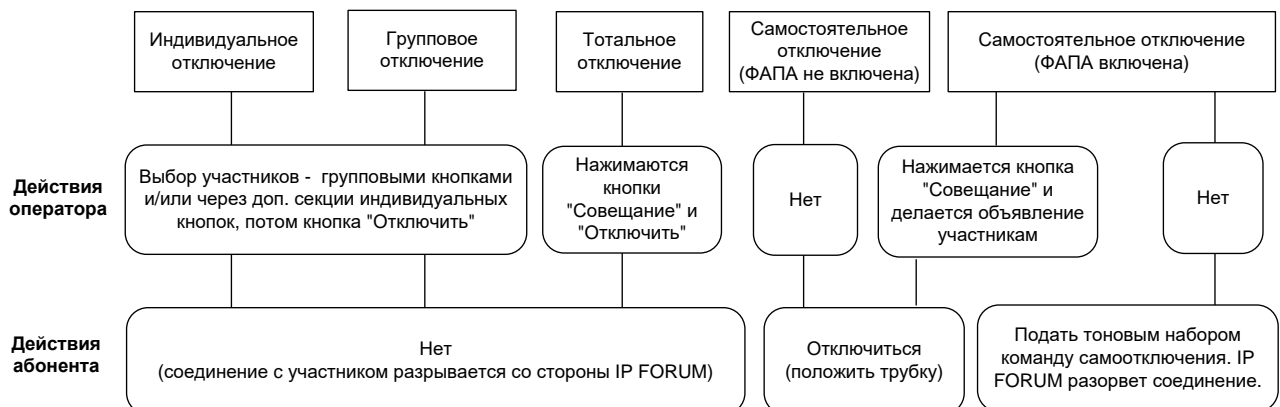 Индивидуальное
отключение
Групповое
отключение
Тотальное
отключение
Самостоятельное
отключение
(ФАПА не включена)
Самостоятельное отключение
(ФАПА включена)
Действия
оператора
Выбор участников - групповыми кнопками
и/или через доп. секции индивидуальных
кнопок, потом кнопка "Отключить"
Нажимаются
кнопки
"Совещание" и
"Отключить"
Нет
Нажимается кнопка
"Совещание" и
делается объявление
участникам
Нет
Действия
абонента
Нет
(соединение с участником разрывается со стороны IP FORUM)
Отключиться
(положить трубку)
Подать тоновым набором
команду самоотключения. IP
FORUM разорвет соединение.